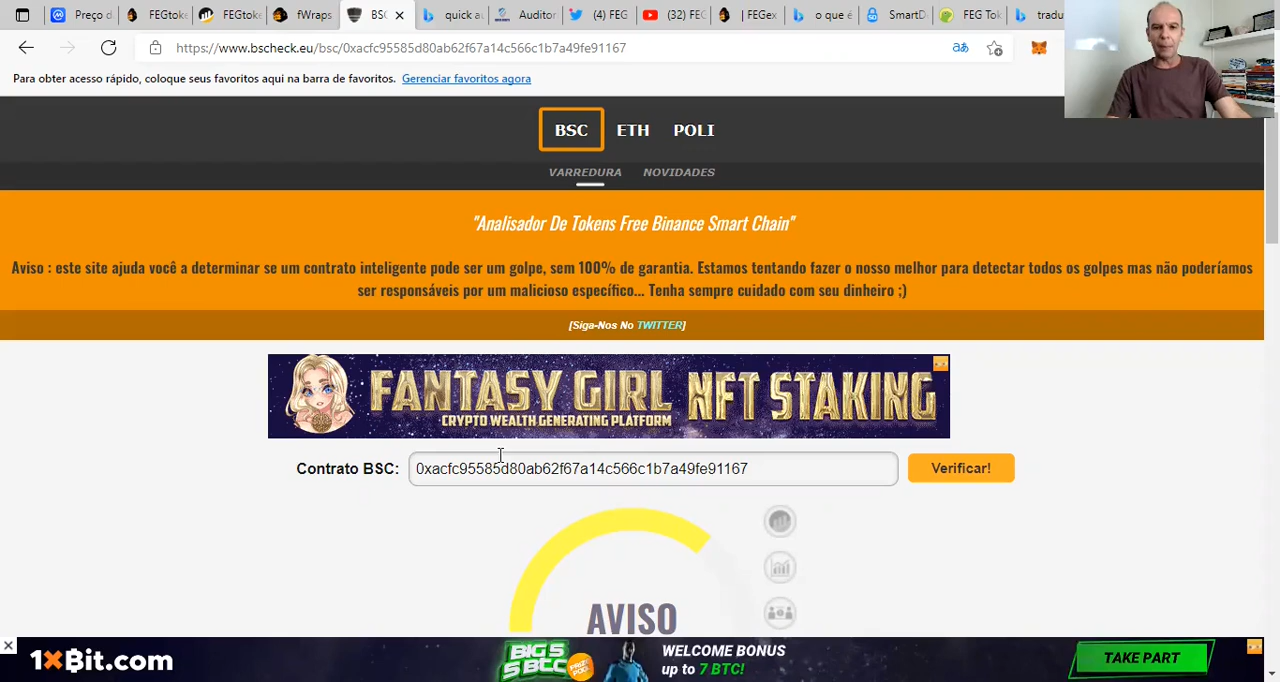 Preço d
FEGtoke
FEGtoke
fWraps
BSC
quick au
Auditor
(4) FEG
(32) FEG
FEGex
o que é
SmartD
FEG Tok
tradu
https://www.bscheck.eu/bsc/0xacfc95585d80ab62f67a14c566c1b7a49fe91167
Para obter acesso rápido, coloque seus favoritos aqui na barra de favoritos. Gerenciar favoritos agora
BSC ETH POLI
VARREDURA NOVIDADES
"Analisador De Tokens Free Binance Smart Chain"
Aviso : este site ajuda você a determinar se um contrato inteligente pode ser um golpe, sem 100% de garantia. Estamos tentando fazer o nosso melhor para detectar todos os golpes mas não poderíamos
ser responsáveis por um malicioso específico... Tenha sempre cuidado com seu dinheiro ;)
[Siga-Nos No TWITTER]
FANTASY GIRL NFT STAKING
CRYPTO WEALTH GENERATING PLATFORM
Contrato BSC: 0xacfc95585d80ab62f67a14c566c1b7a49fe91167 Verificar!
AVISO
1xBit.com
BIG 5
5 BTC
WELCOME BONUS
up to 7 BTC!
TAKE PART